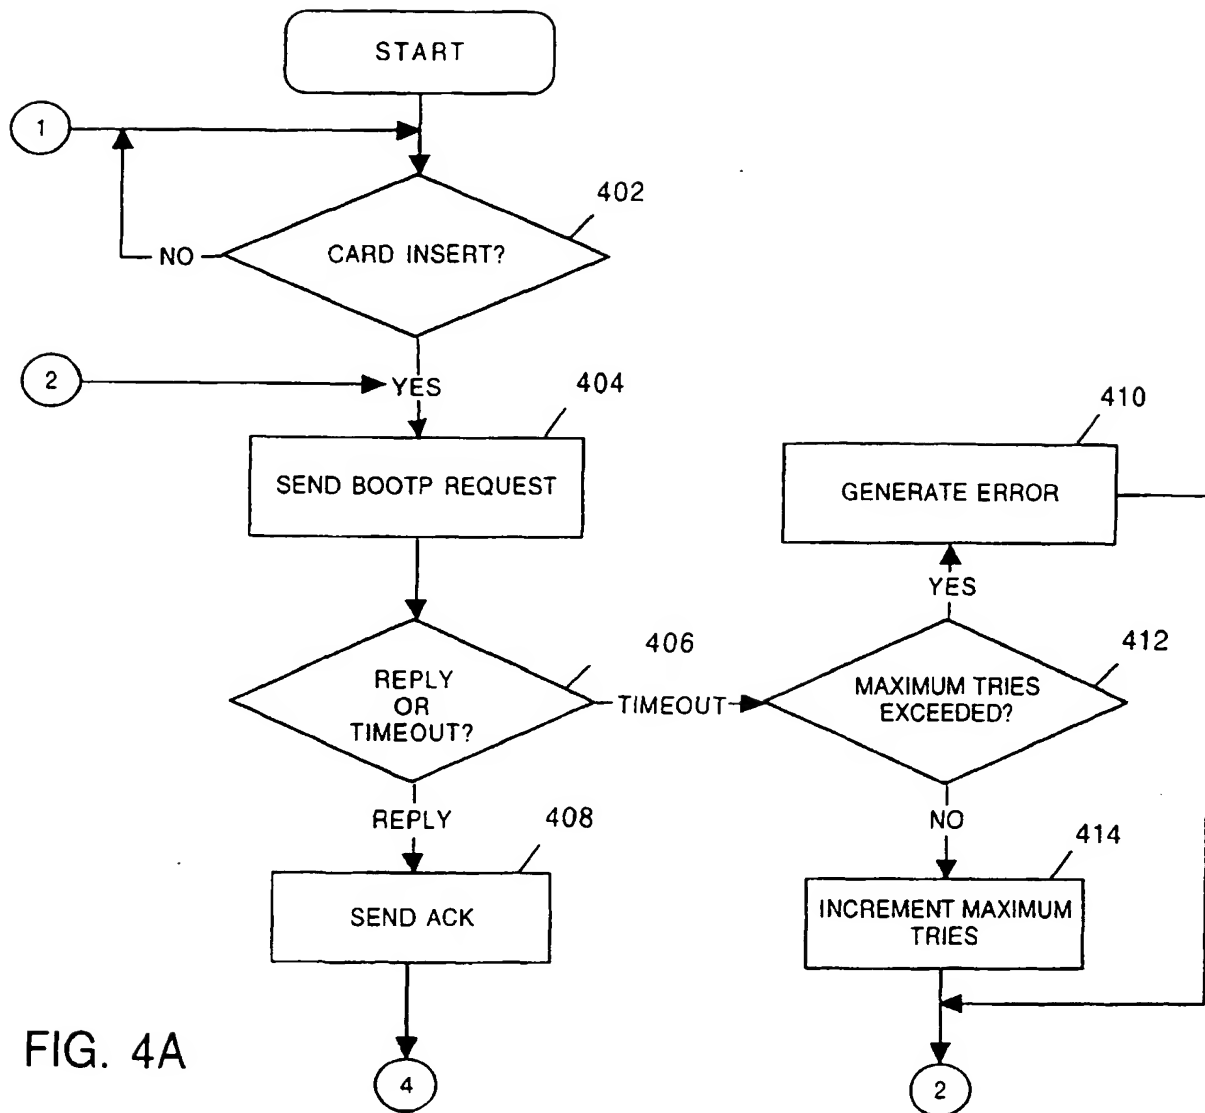 START
1
402
CARD INSERT?
NO
2
YES
404
SEND BOOTP REQUEST
410
GENERATE ERROR
YES
406
REPLY
OR
TIMEOUT?
TIMEOUT
412
MAXIMUM TRIES
EXCEEDED?
REPLY
408
SEND ACK
NO
414
INCREMENT MAXIMUM
TRIES
FIG. 4A
4
2